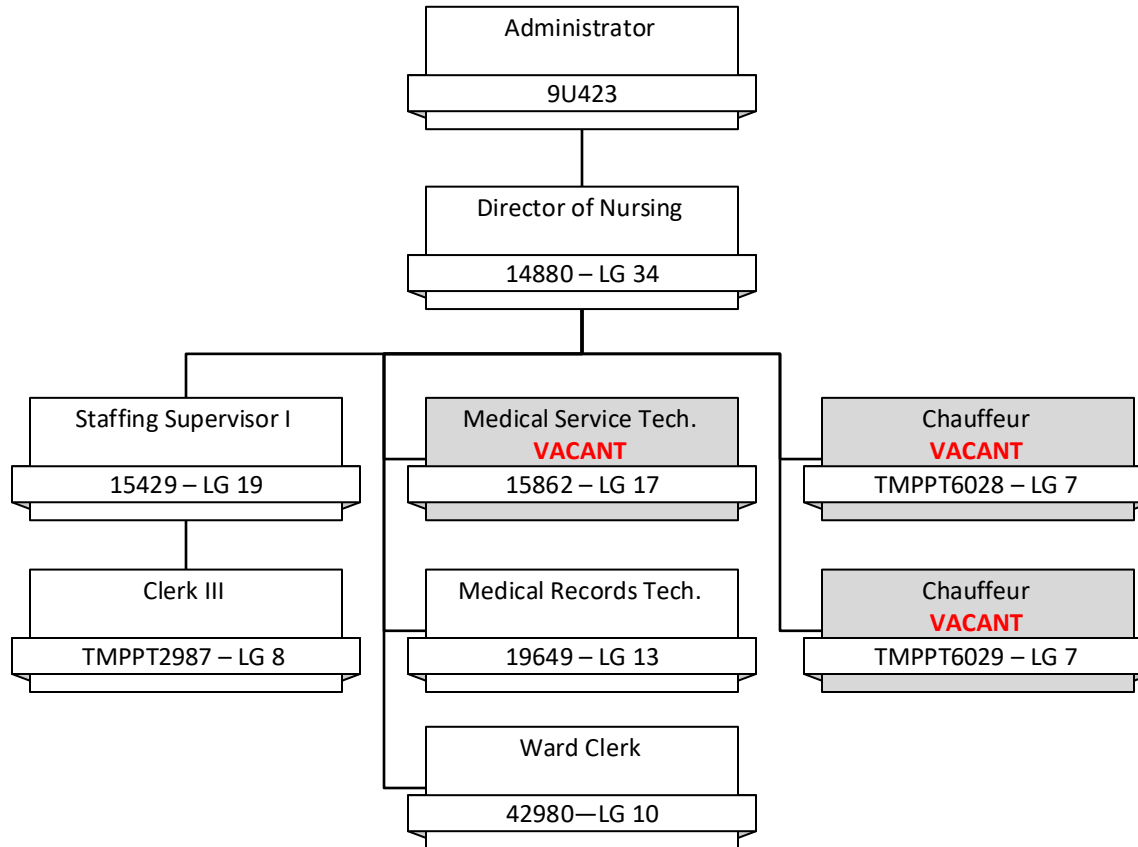 Administrator
9U423
Director of Nursing
14880 – LG 34
Staffing Supervisor I
15429 – LG 19
Medical Service Tech.
VACANT
15862 – LG 17
Chauffeur
VACANT
TMPPT6028 – LG 7
Clerk III
TMPPT2987 – LG 8
Medical Records Tech.
19649 – LG 13
Chauffeur
VACANT
TMPPT6029 – LG 7
Ward Clerk
42980—LG 10